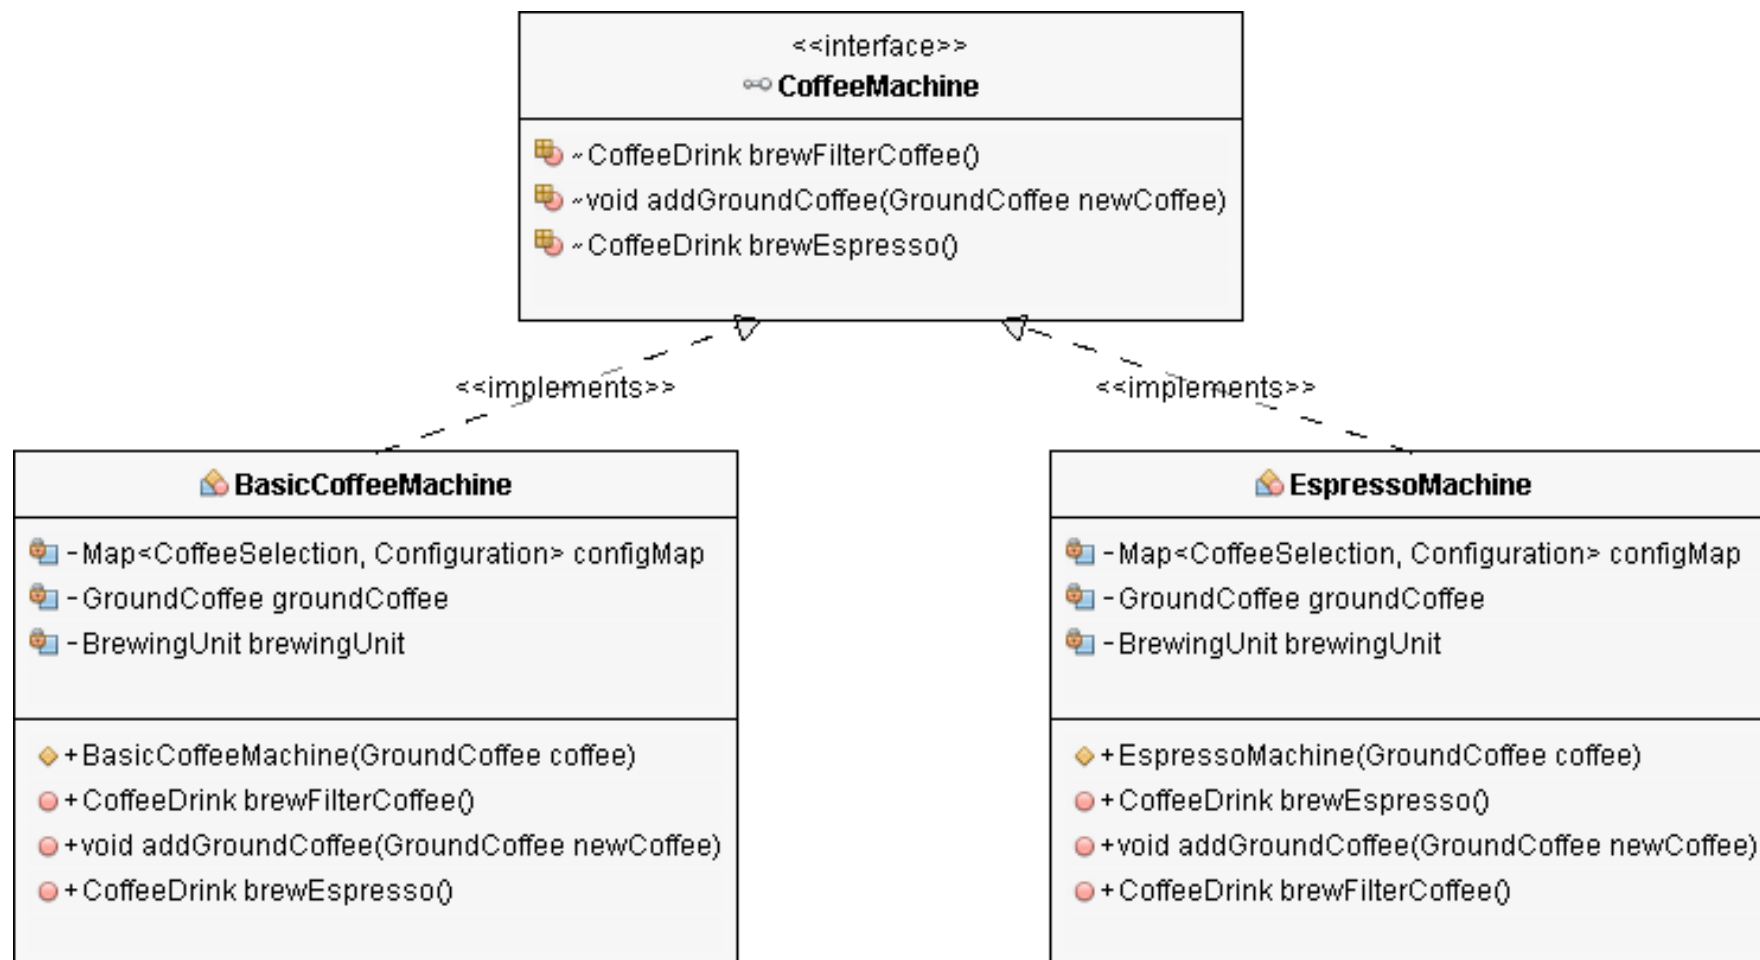 <<interface>>
CoffeeMachine
~CoffeeDrink brewFilterCoffee()
~void addGroundCoffee(GroundCoffee newCoffee)
~CoffeeDrink brewEspresso()
<<implements>>
<<implements>>
BasicCoffeeMachine
-Map<CoffeeSelection, Configuration> configMap
-GroundCoffee groundCoffee
-BrewingUnit brewingUnit
+BasicCoffeeMachine(GroundCoffee coffee)
+CoffeeDrink brewFilterCoffee()
+void addGroundCoffee(GroundCoffee newCoffee)
+CoffeeDrink brewEspresso()
EspressoMachine
-Map<CoffeeSelection, Configuration> configMap
-GroundCoffee groundCoffee
-BrewingUnit brewingUnit
+EspressoMachine(GroundCoffee coffee)
+CoffeeDrink brewEspresso()
+void addGroundCoffee(GroundCoffee newCoffee)
+CoffeeDrink brewFilterCoffee()